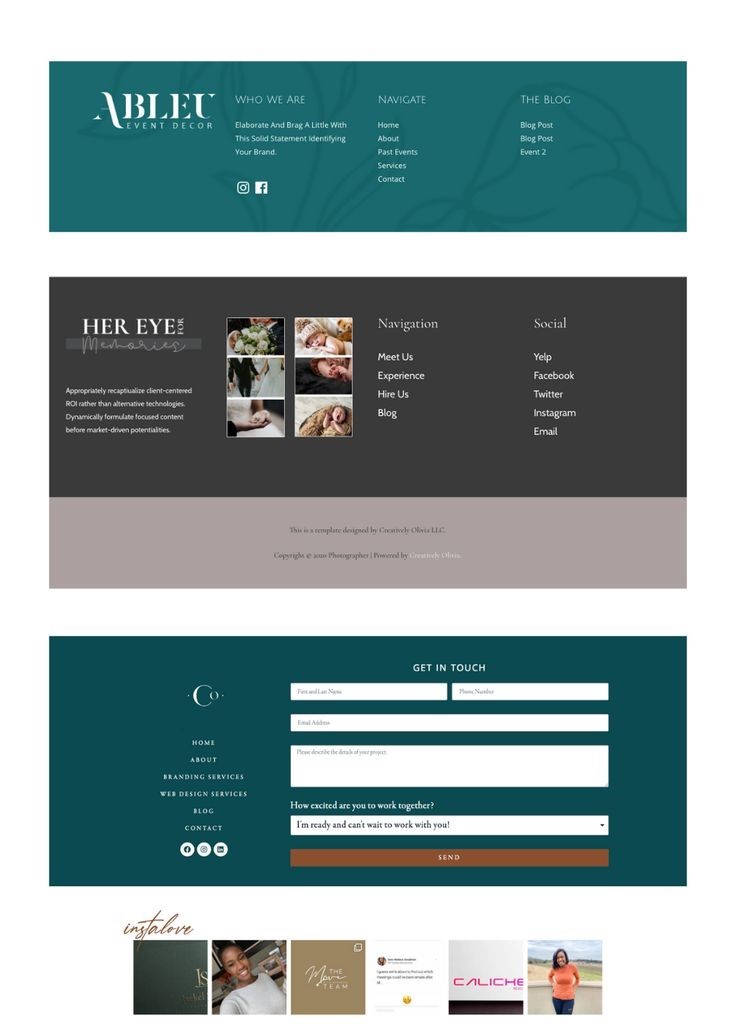 ABLEU
EVENT DECOR
WHO WE ARE
Elaborate And Brag A Little With
This Solid Statement Identifying
Your Brand.
NAVIGATE
Home
About
Past Events
Services
Contact
THE BLOG
Blog Post
Blog Post
Event 2
HER EYE FOR
Memories
Appropriately recaptiualize client-centered
ROI rather than alternative technologies.
Dynamically formulate focused content
before market-driven potentialities.
Navigation
Meet Us
Experience
Hire Us
Blog
Social
Yelp
Facebook
Twitter
Instagram
Email
This is a template designed by Creatively Olivia LLC.
Copyright © 2020 Photographer | Powered by Creatively Olivia.
Co
HOME
ABOUT
BRANDING SERVICES
WEB DESIGN SERVICES
BLOG
CONTACT
GET IN TOUCH
First and Last Name
Phone Number
Email Address
Please describe the details of your project
How excited are you to work together?
I'm ready and can't wait to work with you!
SEND
instalove
THE
Move
TEAM
CALICHE